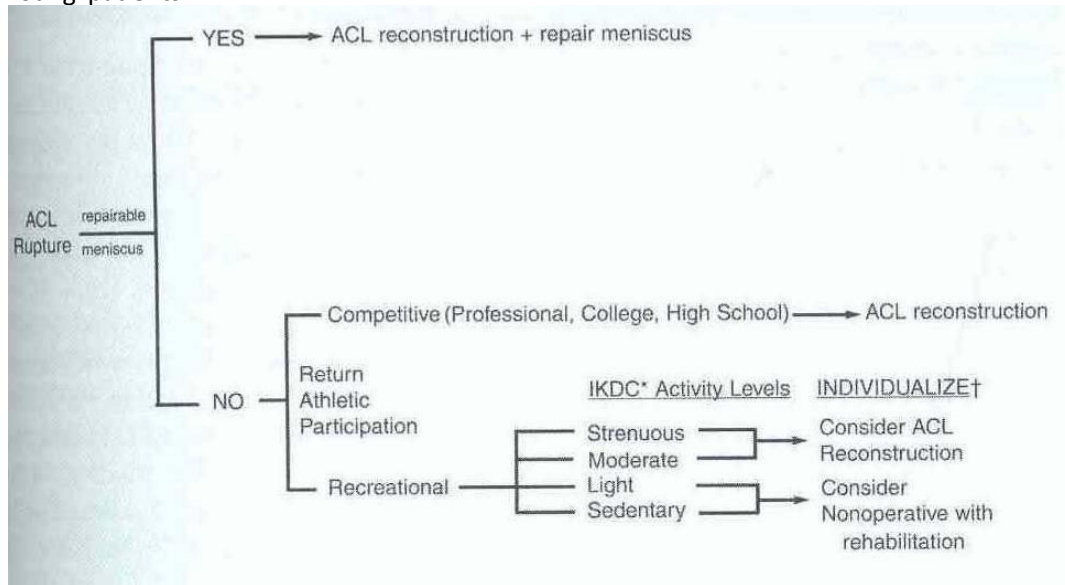 YES ACL reconstruction + repair meniscus
ACL repairable
Rupture meniscus
Competitive (Professional, College, High School) ACL reconstruction
NO
Return
Athletic
Participation
IKDC* Activity Levels INDIVIDUALIZE†
Strenuous
Moderate
Consider ACL
Reconstruction
Recreational
Light
Sedentary
Consider
Nonoperative with
rehabilitation